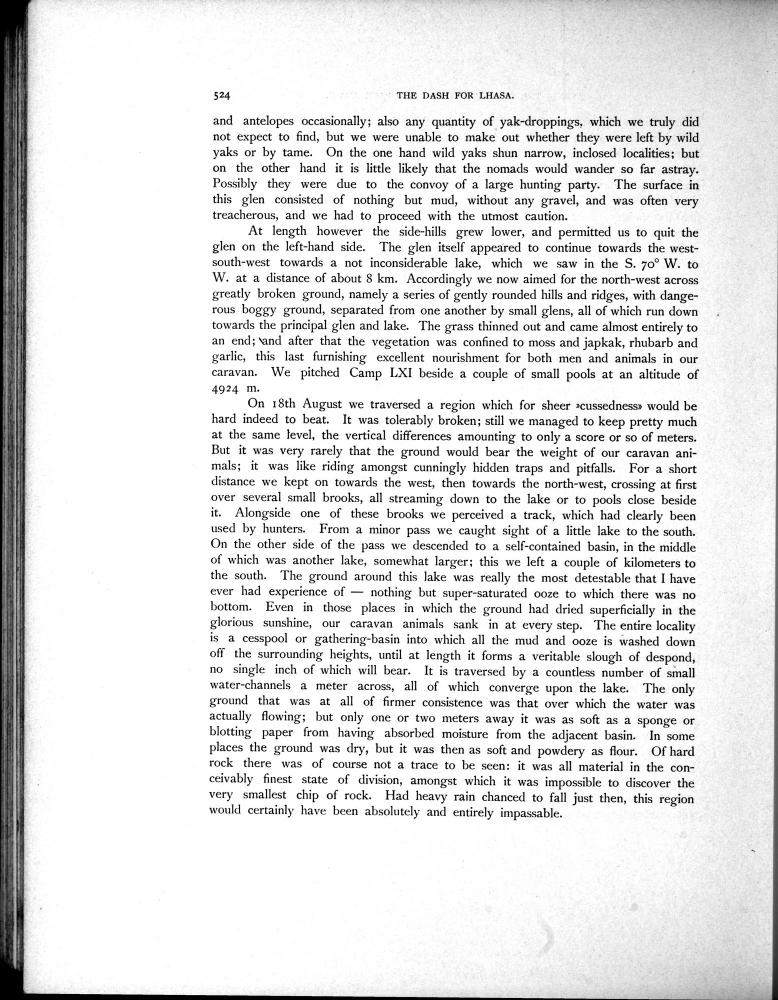 524 THE DASH FOR LHASA.
and antelopes occasionally; also any quantity of yak-droppings, which we truly did
not expect to find, but we were unable to make out whether they were left by wild
yaks or by tame. On the one hand wild yaks shun narrow, inclosed localities; but
on the other hand it is little likely that the nomads would wander so far astray.
Possibly they were due to the convoy of a large hunting party. The surface in
this glen consisted of nothing but mud, without any gravel, and was often very
treacherous, and we had to proceed with the utmost caution.
At length however the side-hills grew lower, and permitted us to quit the
glen on the left-hand side. The glen itself appeared to continue towards the west-
south-west towards a not inconsiderable lake, which we saw in the S. 70° W. to
W. at a distance of about 8 km. Accordingly we now aimed for the north-west across
greatly broken ground, namely a series of gently rounded hills and ridges, with dange-
rous boggy ground, separated from one another by small glens, all of which run down
towards the principal glen and lake. The grass thinned out and came almost entirely to
an end; and after that the vegetation was confined to moss and japkak, rhubarb and
garlic, this last furnishing excellent nourishment for both men and animals in our
caravan. We pitched Camp LXI beside a couple of small pools at an altitude of
4924 m.
On 18th August we traversed a region which for sheer »cussedness» would be
hard indeed to beat. It was tolerably broken; still we managed to keep pretty much
at the same level, the vertical differences amounting to only a score or so of meters.
But it was very rarely that the ground would bear the weight of our caravan ani-
mals; it was like riding amongst cunningly hidden traps and pitfalls. For a short
distance we kept on towards the west, then towards the north-west, crossing at first
over several small brooks, all streaming down to the lake or to pools close beside
it. Alongside one of these brooks we perceived a track, which had clearly been
used by hunters. From a minor pass we caught sight of a little lake to the south.
On the other side of the pass we descended to a self-contained basin, in the middle
of which was another lake, somewhat larger; this we left a couple of kilometers to
the south. The ground around this lake was really the most detestable that I have
ever had experience of — nothing but super-saturated ooze to which there was no
bottom. Even in those places in which the ground had dried superficially in the
glorious sunshine, our caravan animals sank in at every step. The entire locality
is a cesspool or gathering-basin into which all the mud and ooze is washed down
off the surrounding heights, until at length it forms a veritable slough of despond,
no single inch of which will bear. It is traversed by a countless number of small
water-channels a meter across, all of which converge upon the lake. The only
ground that was at all of firmer consistence was that over which the water was
actually flowing; but only one or two meters away it was as soft as a sponge or
blotting paper from having absorbed moisture from the adjacent basin. In some
places the ground was dry, but it was then as soft and powdery as flour. Of hard
rock there was of course not a trace to be seen: it was all material in the con-
ceivably finest state of division, amongst which it was impossible to discover the
very smallest chip of rock. Had heavy rain chanced to fall just then, this region
would certainly have been absolutely and entirely impassable.